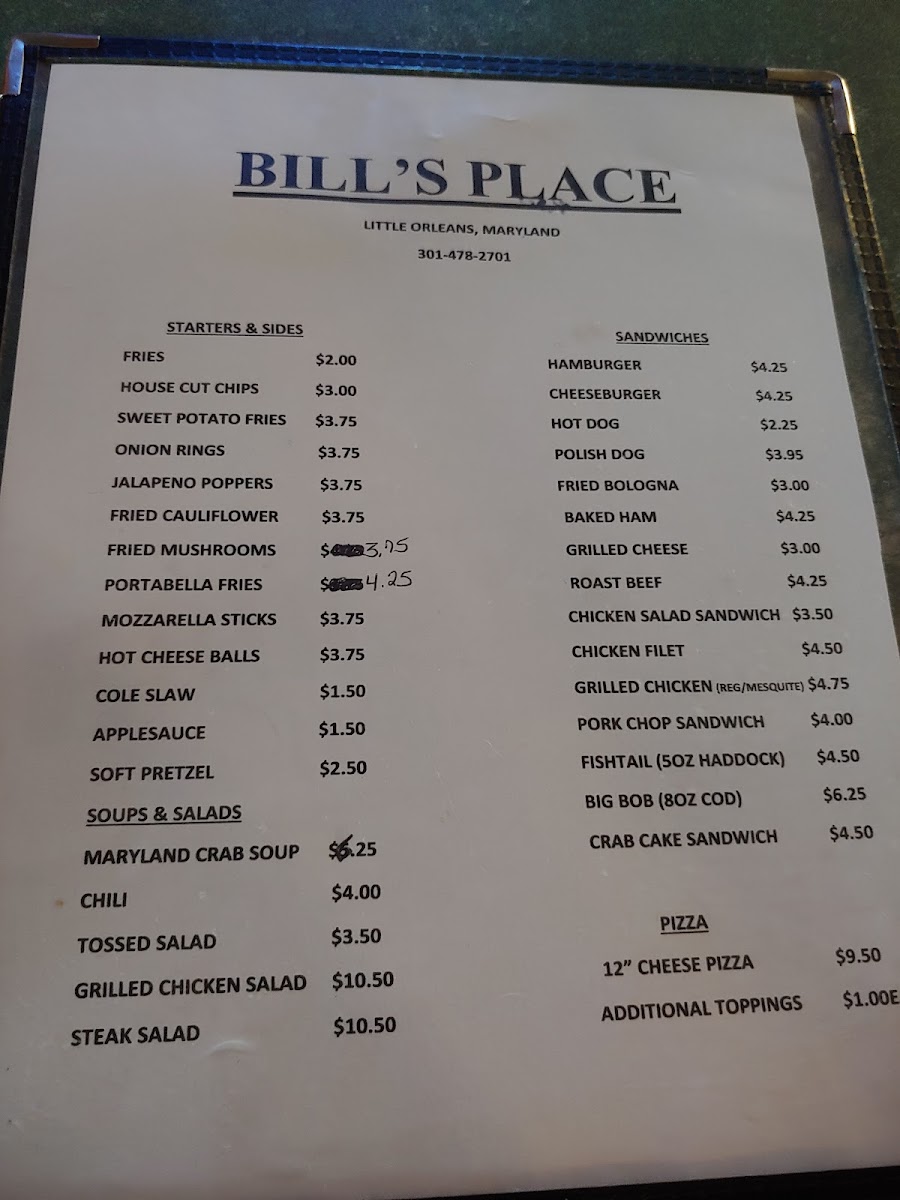 BILL'S PLACE
LITTLE ORLEANS, MARYLAND
301-478-2701
STARTERS & SIDES
FRIES $2.00
HOUSE CUT CHIPS $3.00
SWEET POTATO FRIES $3.75
ONION RINGS $3.75
JALAPENO POPPERS $3.75
FRIED CAULIFLOWER $3.75
FRIED MUSHROOMS $3.75
PORTABELLA FRIES $4.25
MOZZARELLA STICKS $3.75
HOT CHEESE BALLS $3.75
COLE SLAW $1.50
APPLESAUCE $1.50
SOFT PRETZEL $2.50
SOUPS & SALADS
MARYLAND CRAB SOUP $6.25
CHILI $4.00
TOSSED SALAD $3.50
GRILLED CHICKEN SALAD $10.50
STEAK SALAD $10.50
SANDWICHES
HAMBURGER $4.25
CHEESEBURGER $4.25
HOT DOG $2.25
POLISH DOG $3.95
FRIED BOLOGNA $3.00
BAKED HAM $4.25
GRILLED CHEESE $3.00
ROAST BEEF $4.25
CHICKEN SALAD SANDWICH $3.50
CHICKEN FILET $4.50
GRILLED CHICKEN (REG/MESQUITE) $4.75
PORK CHOP SANDWICH $4.00
FISHTAIL (5OZ HADDOCK) $4.50
BIG BOB (8OZ COD) $6.25
CRAB CAKE SANDWICH $4.50
PIZZA
12" CHEESE PIZZA $9.50
ADDITIONAL TOPPINGS $1.00E